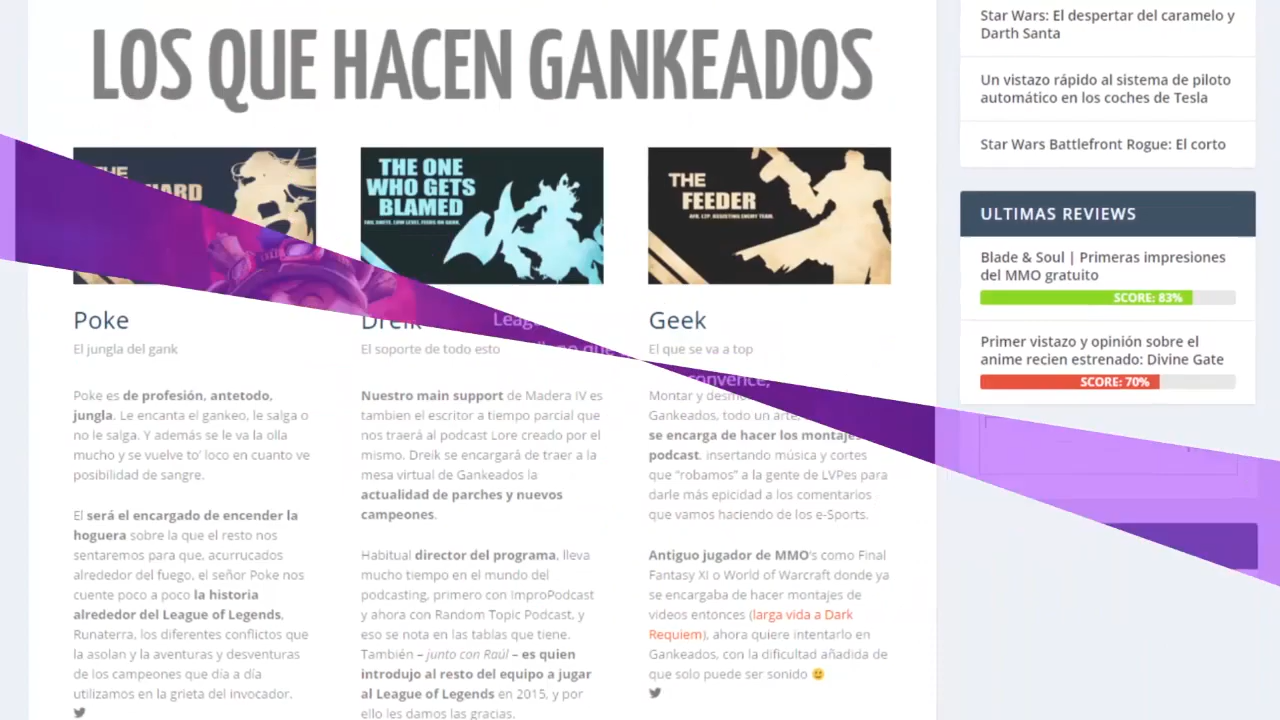 LOS QUE HACEN GANKEADOS
THE
THE ONE
WHO GETS
BLAMED
THE
FEEDER
AFK. LVP. ASSISTING ENEMY TEAM.
Poke
El jungla del gank
Poke es de profesión, antetodo,
jungla. Le encanta el gankeo, le salga o
no le salga. Y además se le va la olla
mucho y se vuelve to' loco en cuanto ve
posibilidad de sangre.
El será el encargado de encender la
hoguera sobre la que el resto nos
sentaremos para que, acurrucados
alrededor del fuego, el señor Poke nos
cuente poco a poco la historia
alrededor del League of Legends,
Runaterra, los diferentes conflictos que
la asolan y la aventuras y desventuras
de los campeones que día a día
utilizamos en la grieta del invocador.
Dreik
El soporte de todo esto
Nuestro main support de Madera IV es
tambien el escritor a tiempo parcial que
nos traerá al podcast Lore creado por el
mismo. Dreik se encargará de traer a la
mesa virtual de Gankeados la
actualidad de parches y nuevos
campeones.
Habitual director del programa, lleva
mucho tiempo en el mundo del
podcasting, primero con ImproPodcast
y ahora con Random Topic Podcast, y
eso se nota en las tablas que tiene.
También – junto con Raúl – es quien
introdujo al resto del equipo a jugar
al League of Legends en 2015, y por
ello les damos las gracias.
Leag
que
convence,
Geek
El que se va a top
Montar y desmo
Gankeados, todo un arte.
se encarga de hacer los montajes
podcast, insertando música y cortes
que “robamos” a la gente de LVPes para
darle más epicidad a los comentarios
que vamos haciendo de los e-Sports.
Antiguo jugador de MMO's como Final
Fantasy XI o World of Warcraft donde ya
se encargaba de hacer montajes de
videos entonces (larga vida a Dark
Requiem), ahora quiere intentarlo en
Gankeados, con la dificultad añadida de
que solo puede ser sonido
Star Wars: El despertar del caramelo y
Darth Santa
Un vistazo rápido al sistema de piloto
automático en los coches de Tesla
Star Wars Battlefront Rogue: El corto
ULTIMAS REVIEWS
Blade & Soul | Primeras impresiones
del MMO gratuito
SCORE: 83%
Primer vistazo y opinión sobre el
anime recien estrenado: Divine Gate
SCORE: 70%